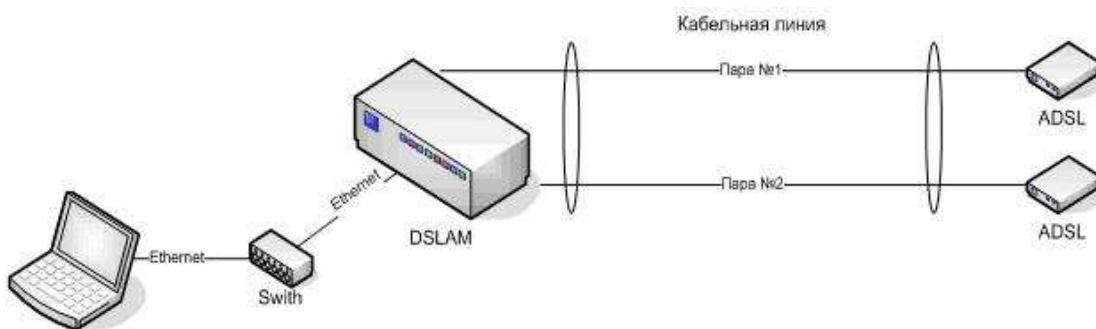 Кабельная линия
Пара №1
ADSL
Ethernet
Пара №2
DSLAM
ADSL
Ethernet
Swith